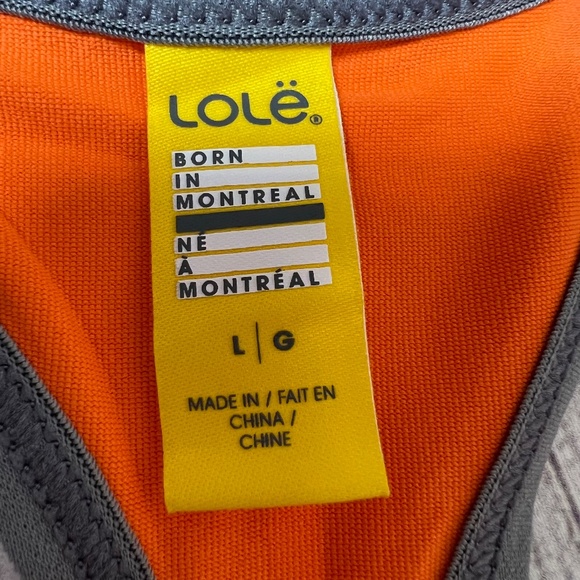 Lolë®
BORN
IN
MONTREAL
NÉ
À
MONTRÉAL
L | G
MADE IN / FAIT EN
CHINA /
CHINE